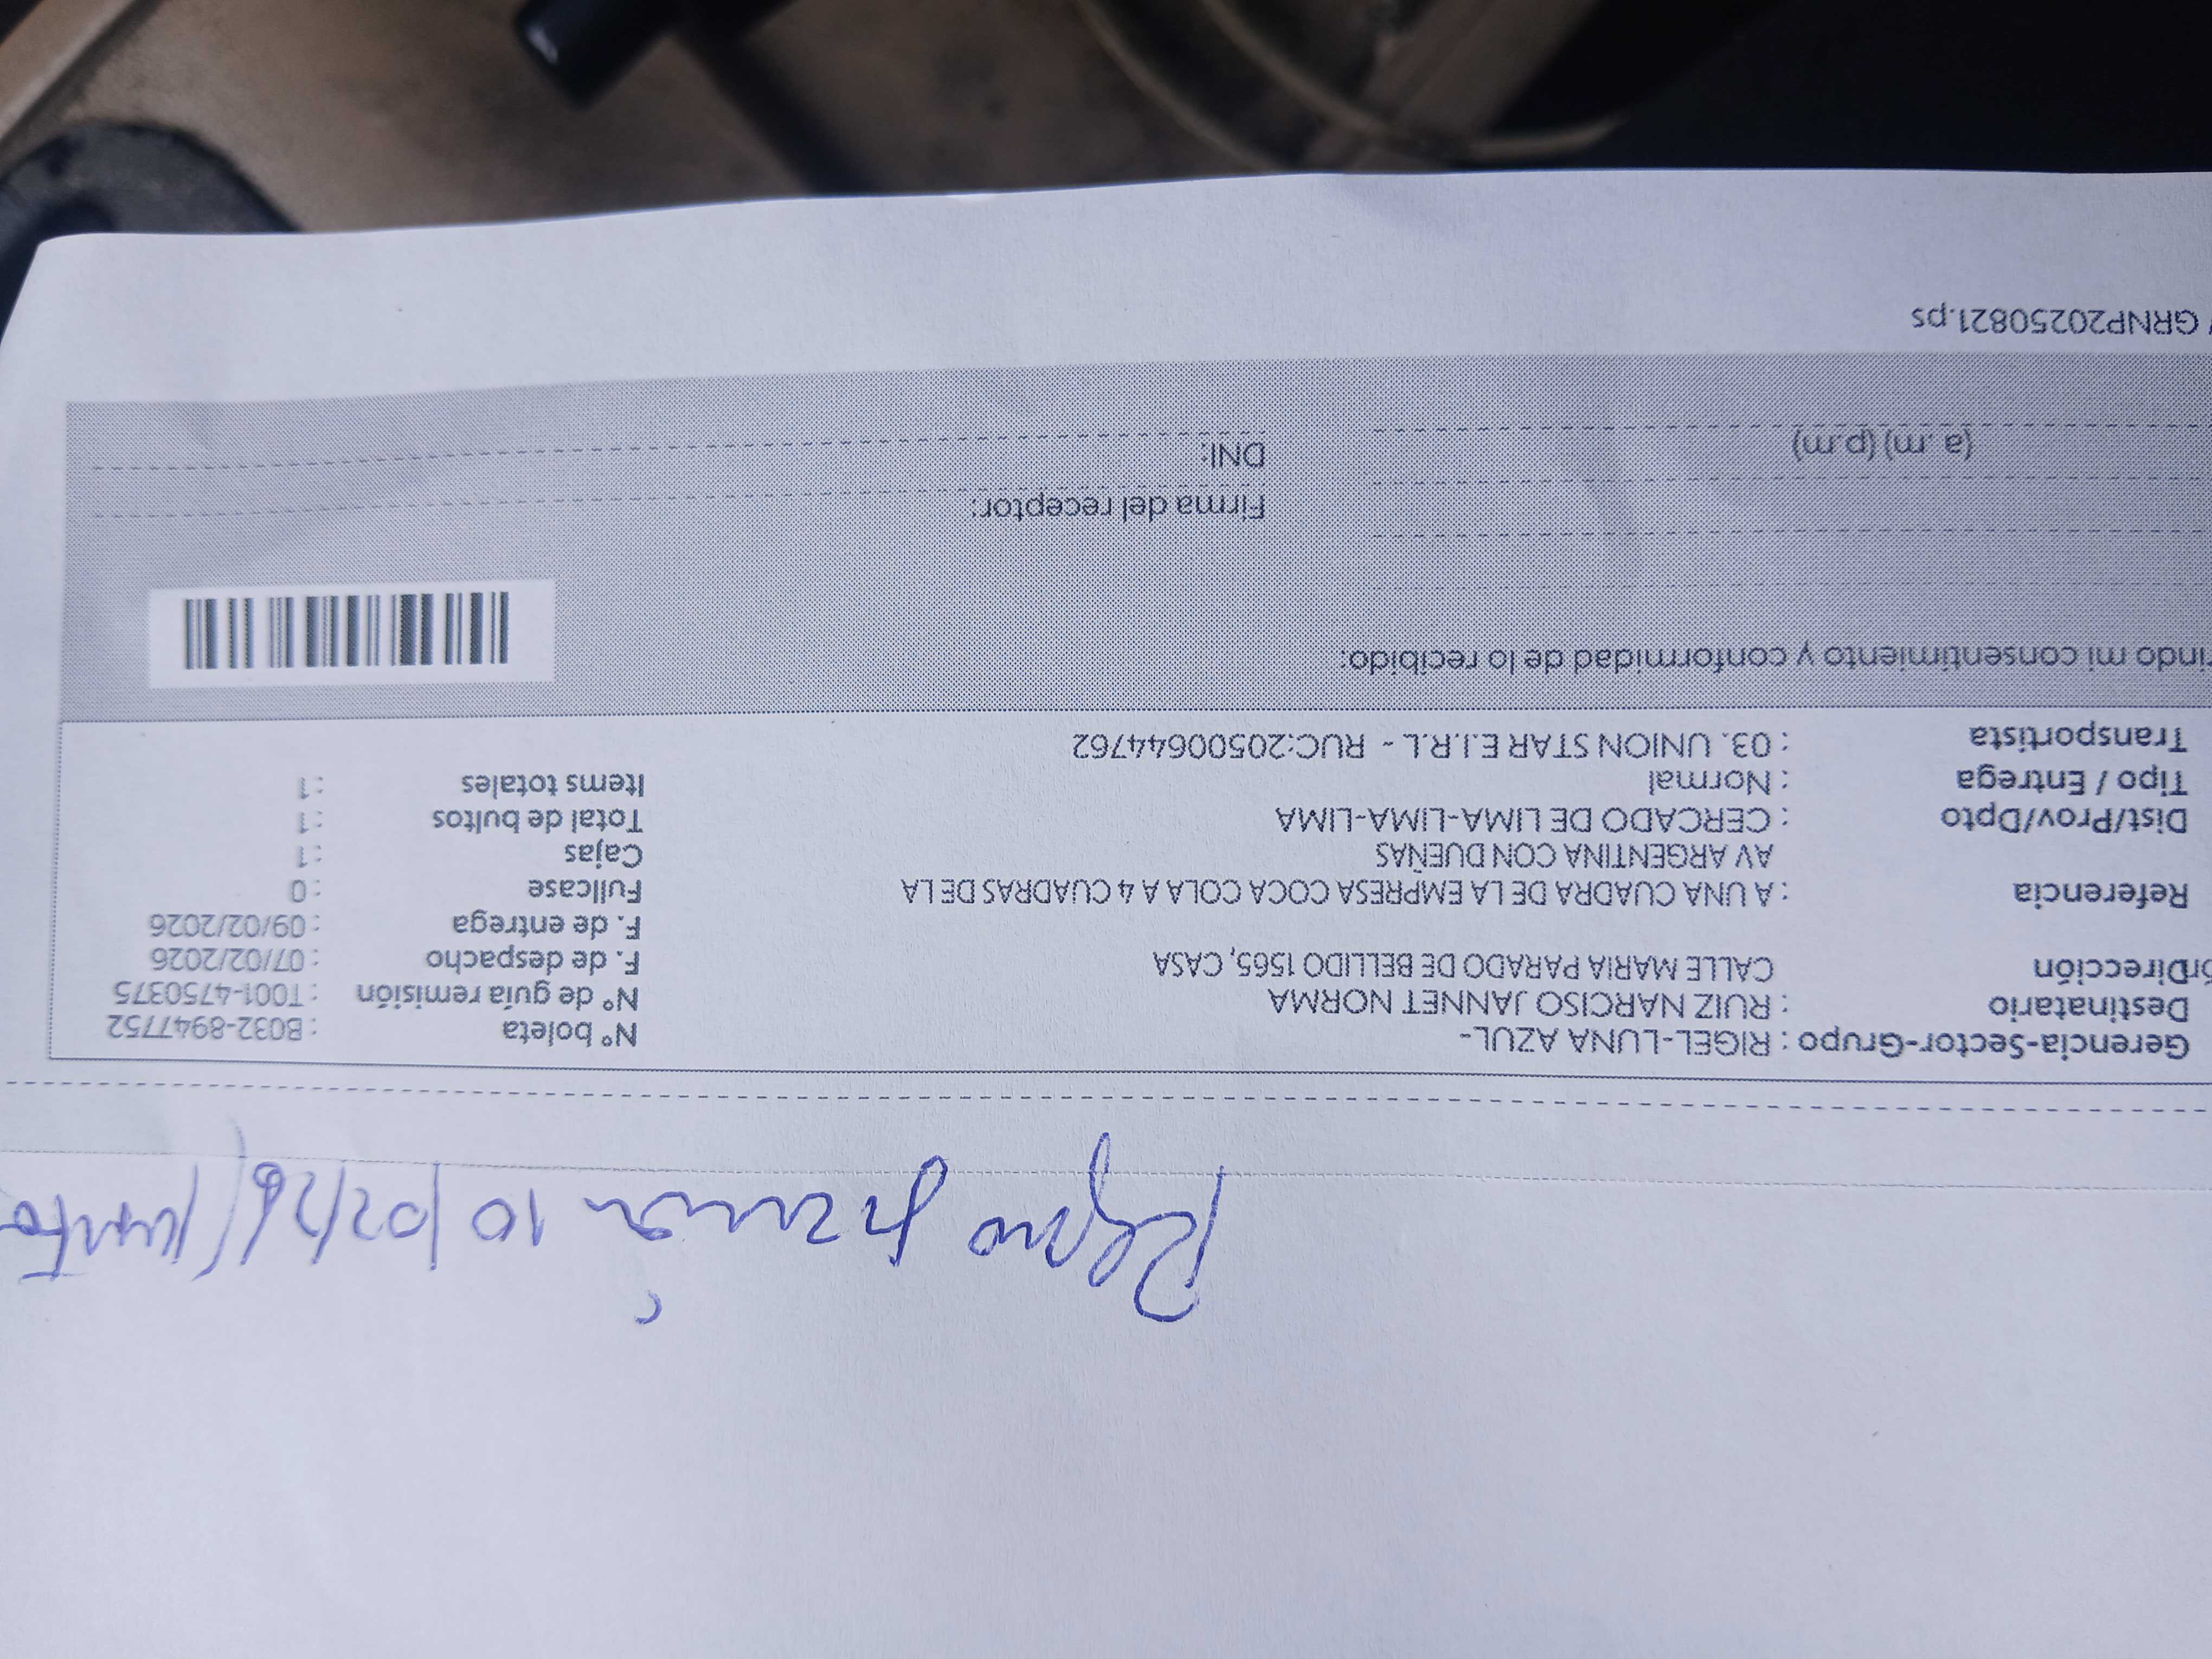 10/02/26
Gerencia-Sector-Grupo : RIGEL-LUNA AZUL-
Destinatario : RUIZ NARCISO JANNET NORMA
Dirección CALLE MARIA PARADO DE BELLIDO 1565, CASA
Referencia : A UNA CUADRA DE LA EMPRESA COCA COLA A 4 CUADRAS DE LA
AV ARGENTINA CON DUEÑAS
Dist/Prov/Dpto : CERCADO DE LIMA-LIMA-LIMA
Tipo / Entrega : Normal
Transportista : 03. UNION STAR E.I.R.L - RUC:20500644762
N° boleta : B032-8947752
N° de guía remisión : T001-4750375
F. de despacho : 07/02/2026
F. de entrega : 09/02/2026
Fullcase : 0
Cajas : 1
Total de bultos : 1
Items totales : 1
rindo mi consentimiento y conformidad de lo recibido:
Firma del receptor:
(a.m) (p.m) DNI:
GRNP20250821.ps